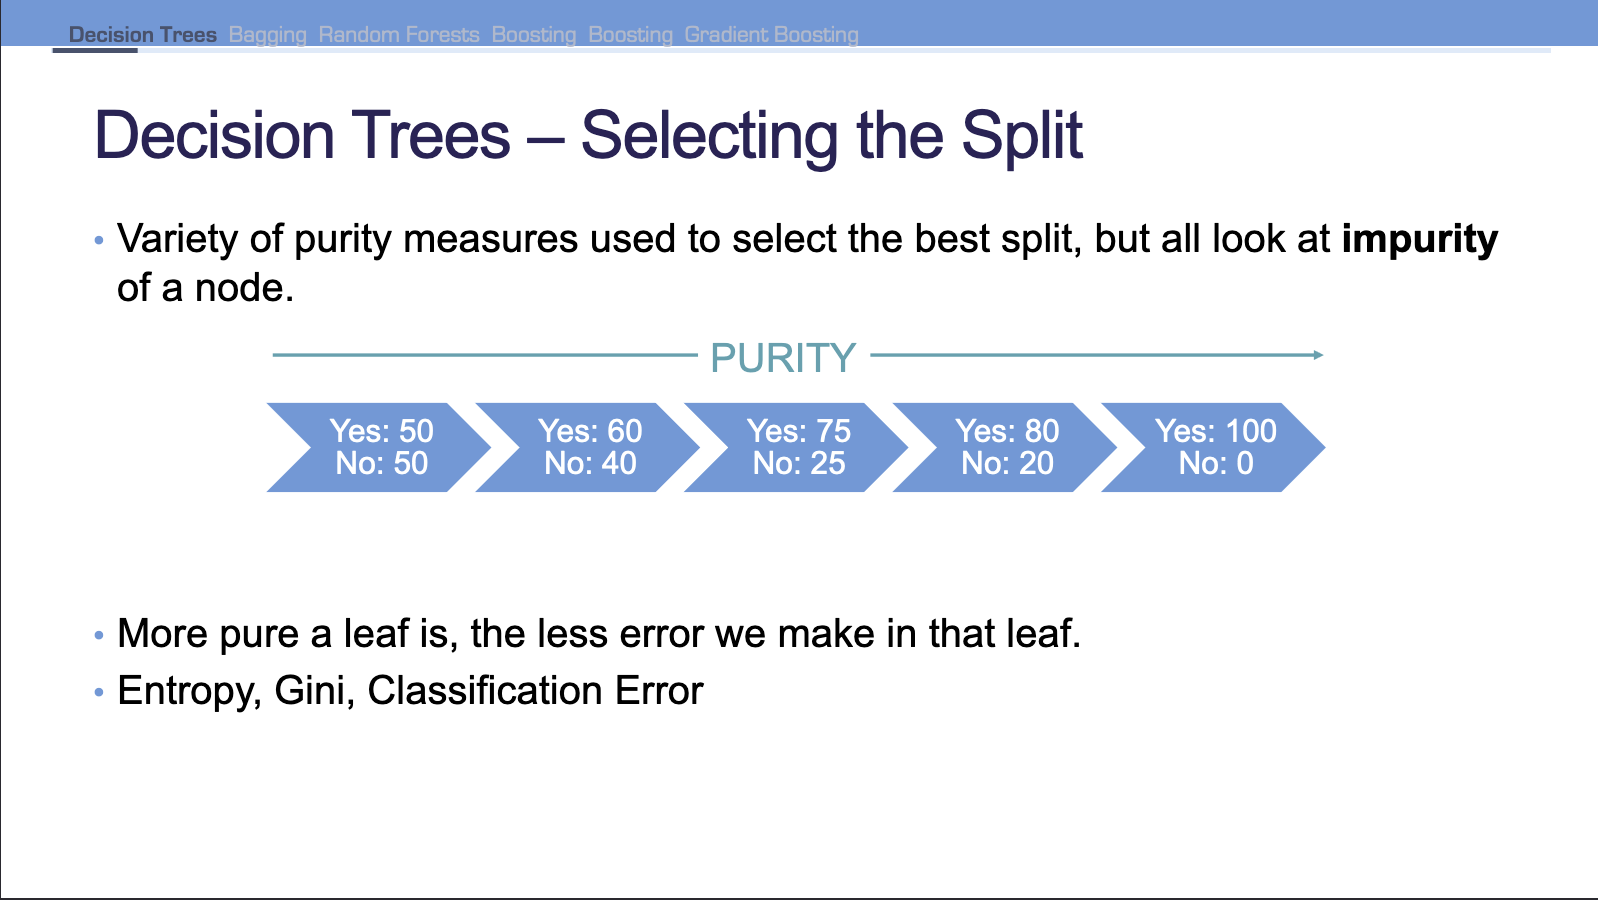 Decision Trees Bagging Random Forests Boosting Boosting Gradient Boosting
Decision Trees – Selecting the Split
• Variety of purity measures used to select the best split, but all look at impurity
of a node.
PURITY
Yes: 50
No: 50
Yes: 60
No: 40
Yes: 75
No: 25
Yes: 80
No: 20
Yes: 100
No: 0
• More pure a leaf is, the less error we make in that leaf.
• Entropy, Gini, Classification Error